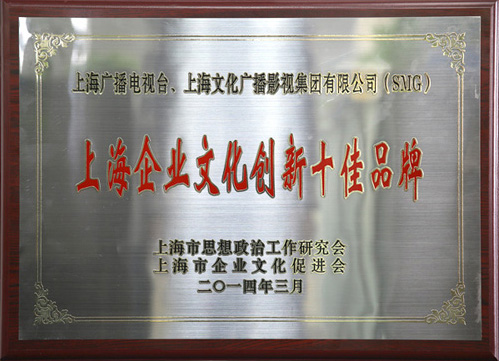 上海广播电视台、上海文化广播影视集团有限公司(SMG)
上海企业文化创新十佳品牌
上海市思想政治工作研究会
上海市企业文化促进会
二〇一四年三月